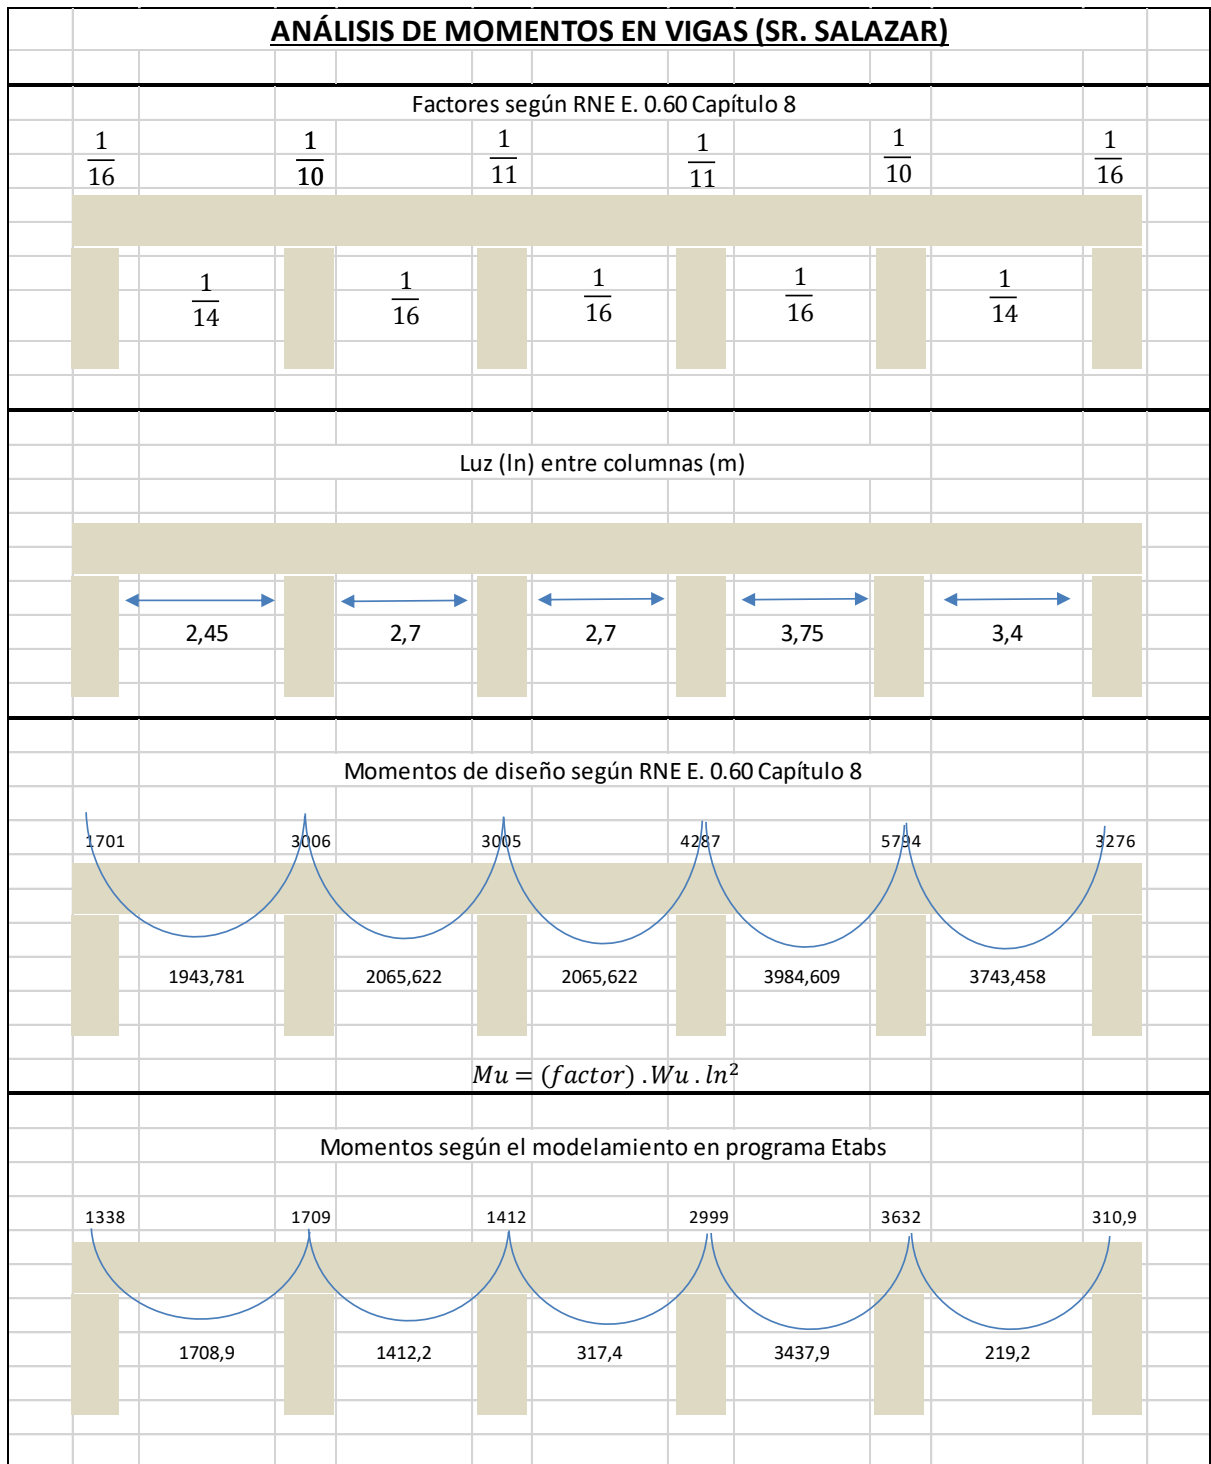 ANÁLISIS DE MOMENTOS EN VIGAS (SR. SALAZAR)
Factores según RNE E. 0.60 Capítulo 8
1/16 1/10 1/11 1/11 1/10 1/16
1/14 1/16 1/16 1/16 1/14
Luz (ln) entre columnas (m)
2,45 2,7 2,7 3,75 3,4
Momentos de diseño según RNE E. 0.60 Capítulo 8
1701 3006 3005 4287 5794 3276
1943,781 2065,622 2065,622 3984,609 3743,458
Mu = (factor) .Wu . ln²
Momentos según el modelamiento en programa Etabs
1338 1709 1412 2999 3632 310,9
1708,9 1412,2 317,4 3437,9 219,2